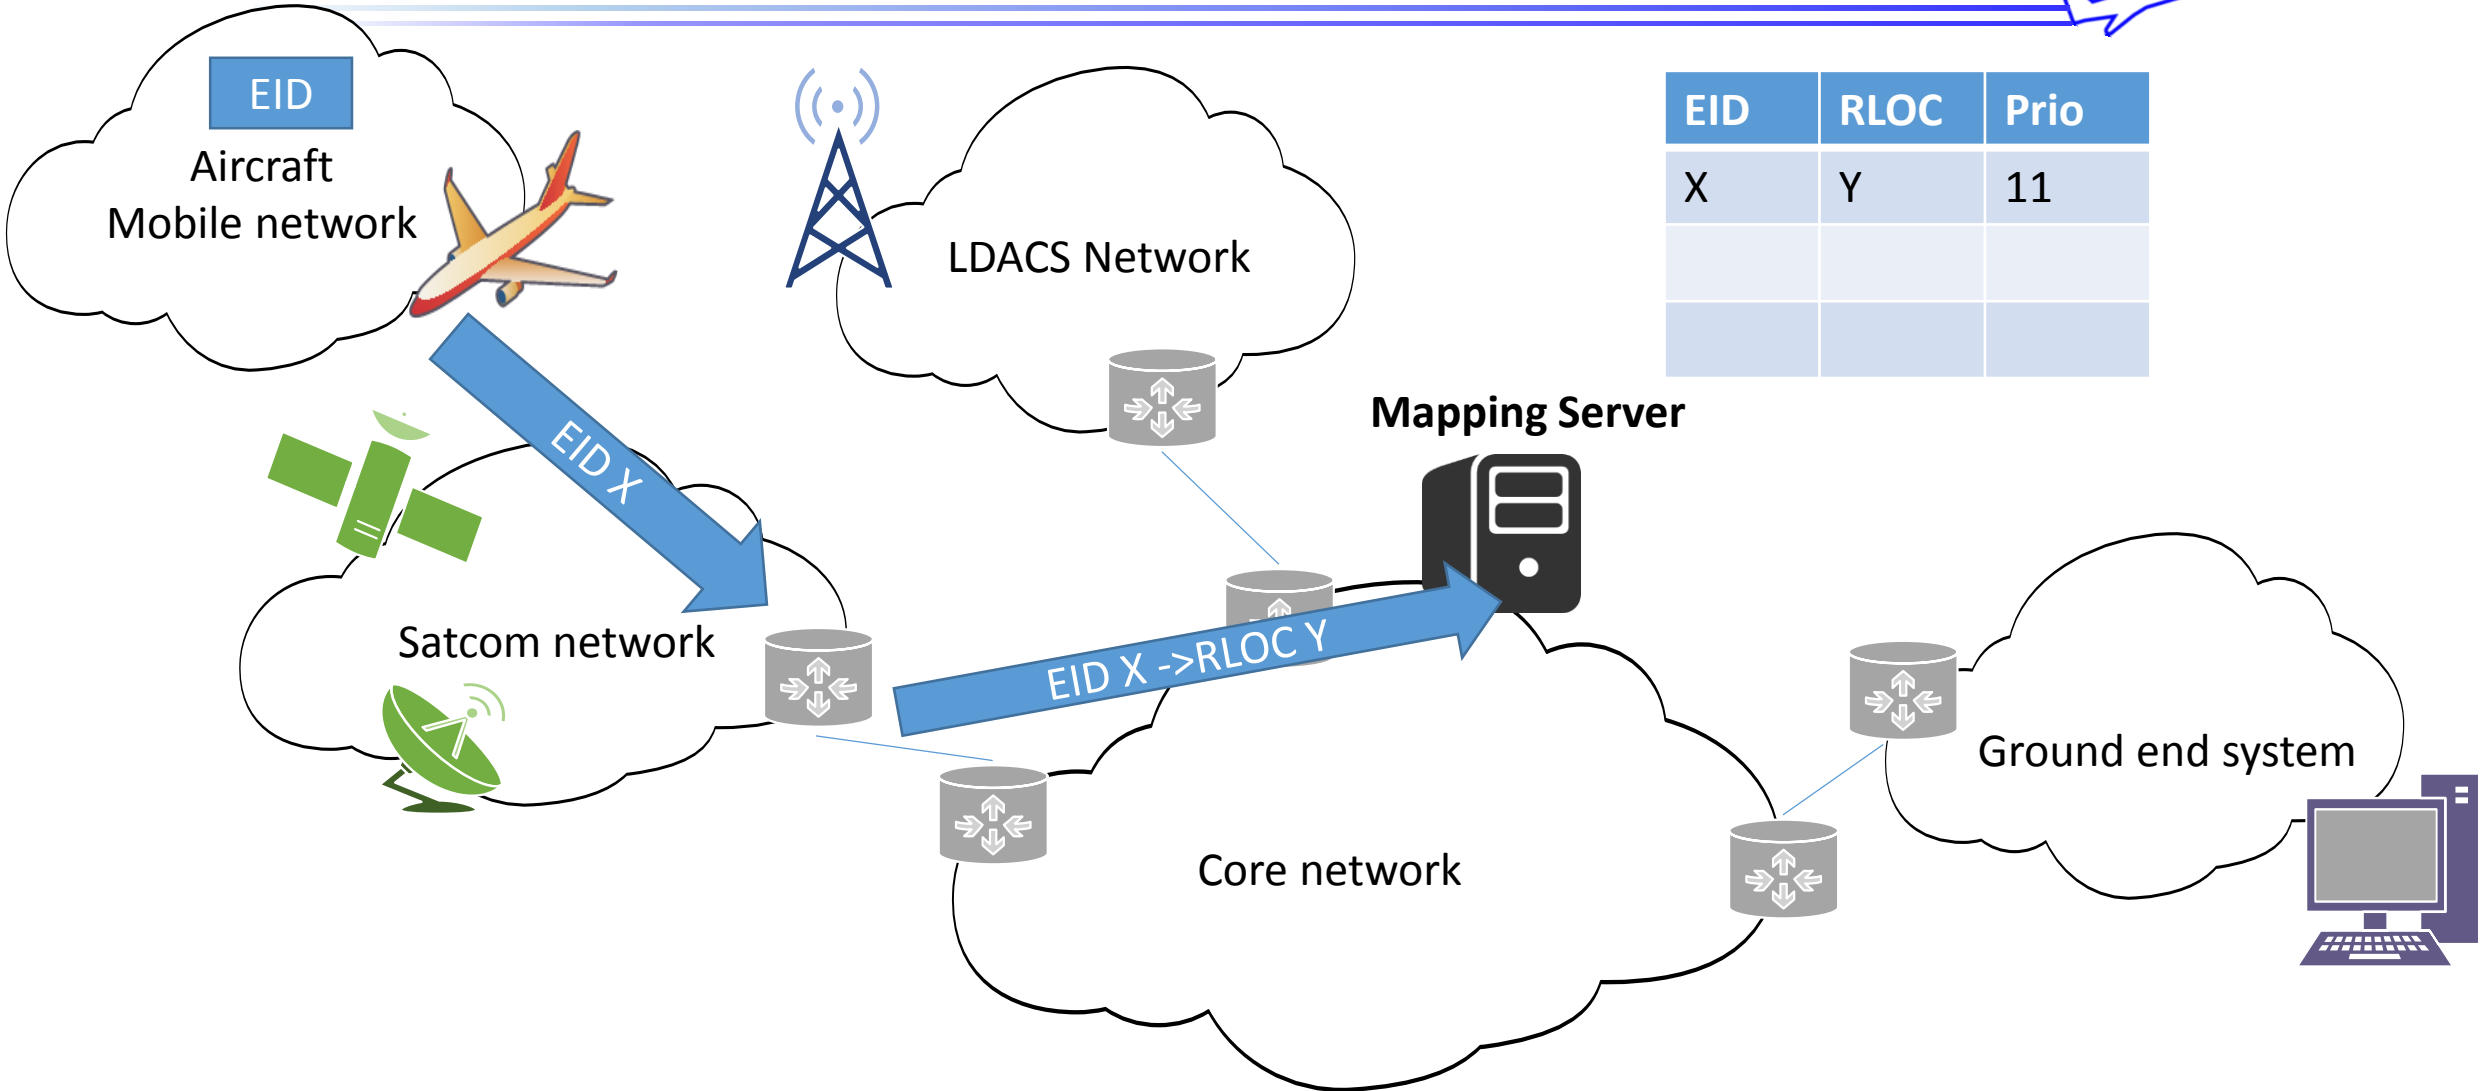 EID
Aircraft
Mobile network
LDACS Network
EID RLOC Prio
X Y 11
Mapping Server
EID X
Satcom network
EID X ->RLOC Y
Ground end system
Core network